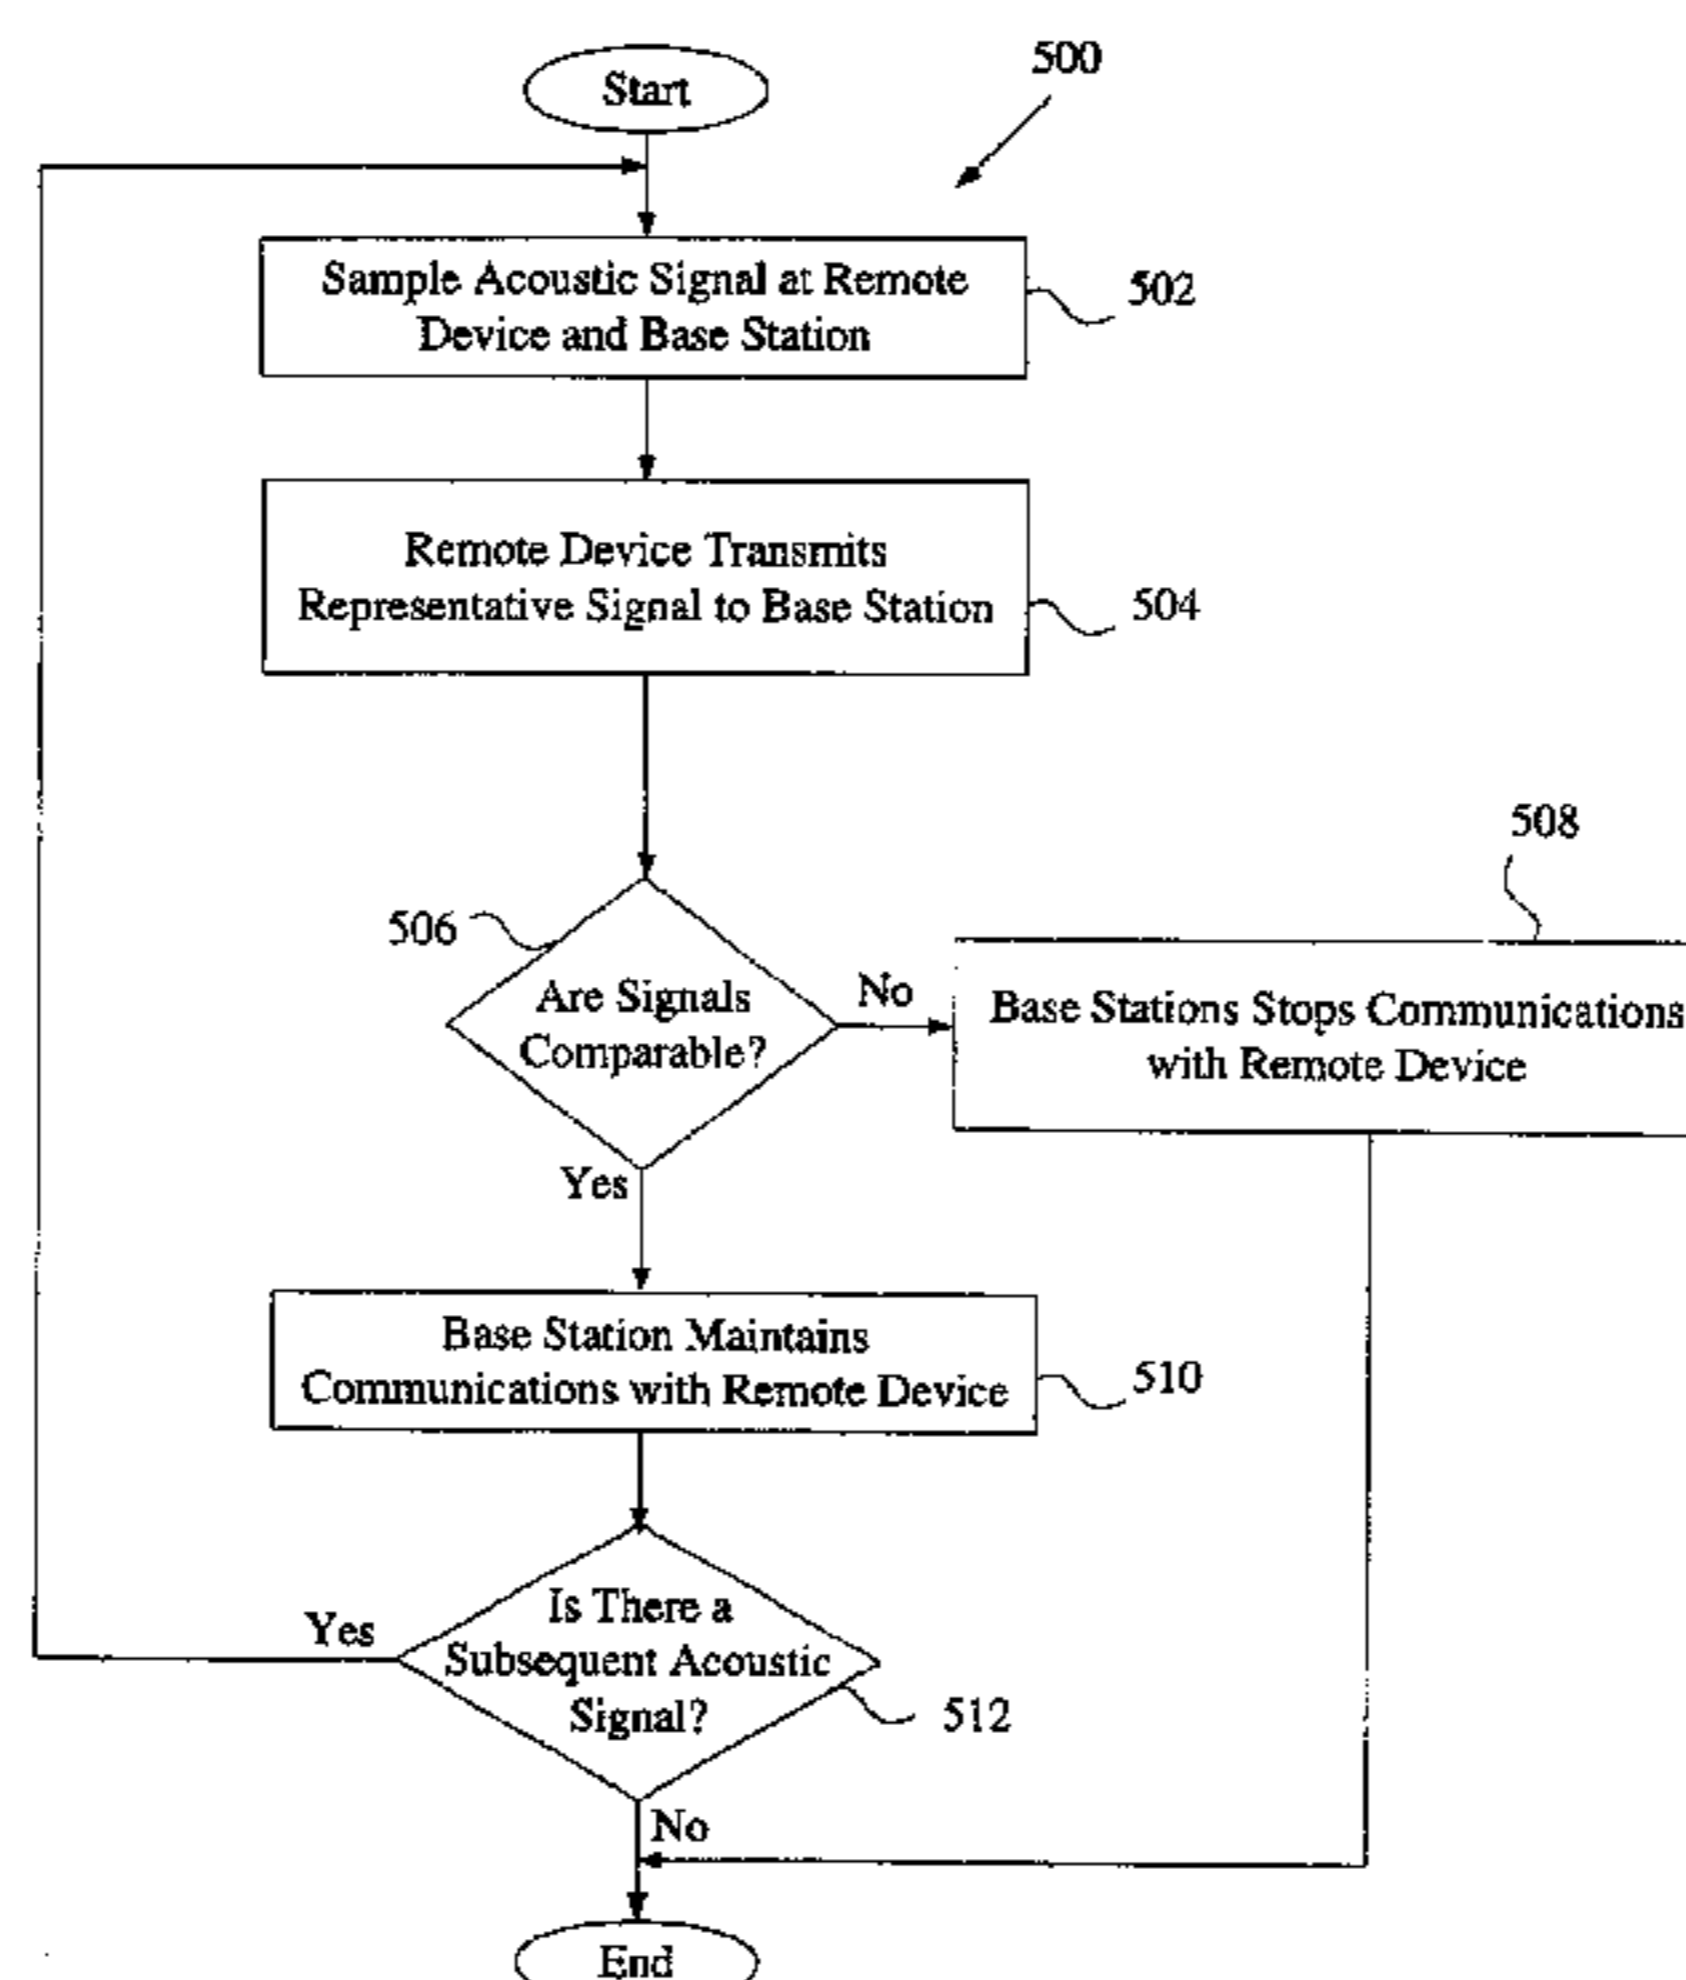 Start
500
Sample Acoustic Signal at Remote
Device and Base Station
502
Remote Device Transmits
Representative Signal to Base Station
504
508
506
Are Signals
Comparable?
No
Base Stations Stops Communications
with Remote Device
Yes
Base Station Maintains
Communications with Remote Device
510
Is There a
Subsequent Acoustic
Signal?
Yes
512
No
End